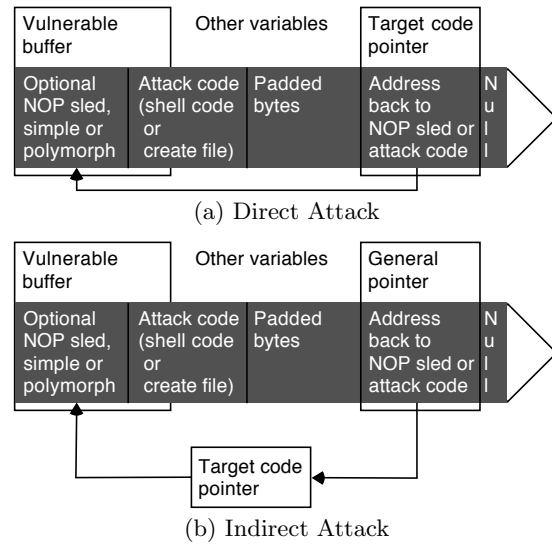 Vulnerable buffer
Other variables
Target code pointer
Optional NOP sled, simple or polymorph
Attack code (shell code or create file)
Padded bytes
Address back to NOP sled or attack code
Null
(a) Direct Attack
Vulnerable buffer
Other variables
General pointer
Optional NOP sled, simple or polymorph
Attack code (shell code or create file)
Padded bytes
Address back to NOP sled or attack code
Null
Target code pointer
(b) Indirect Attack